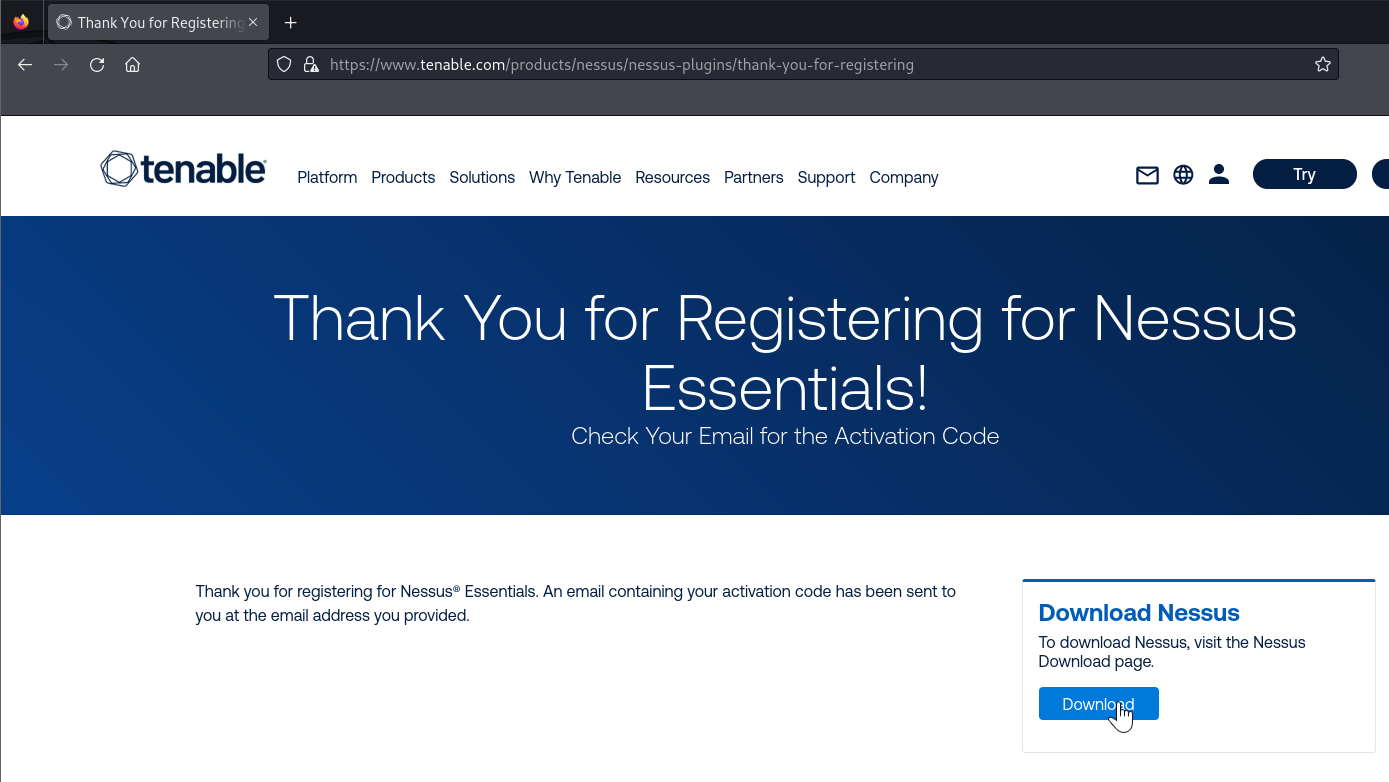 Thank You for Registering
https://www.tenable.com/products/nessus/nessus-plugins/thank-you-for-registering
tenable®
Platform Products Solutions Why Tenable Resources Partners Support Company
Try
Thank You for Registering for Nessus
Essentials!
Check Your Email for the Activation Code
Thank you for registering for Nessus® Essentials. An email containing your activation code has been sent to
you at the email address you provided.
Download Nessus
To download Nessus, visit the Nessus
Download page.
Download